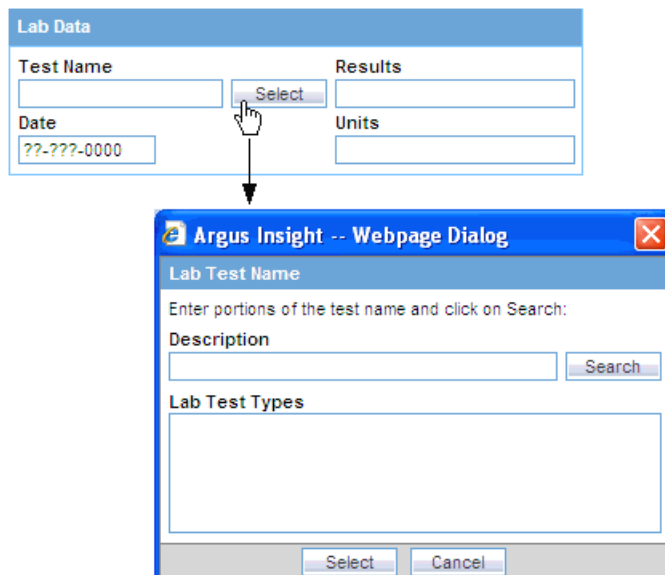 Lab Data
Test Name
Select
Results
Date
Units
??-???-0000
Argus Insight -- Webpage Dialog
Lab Test Name
Enter portions of the test name and click on Search:
Description
Search
Lab Test Types
Select Cancel